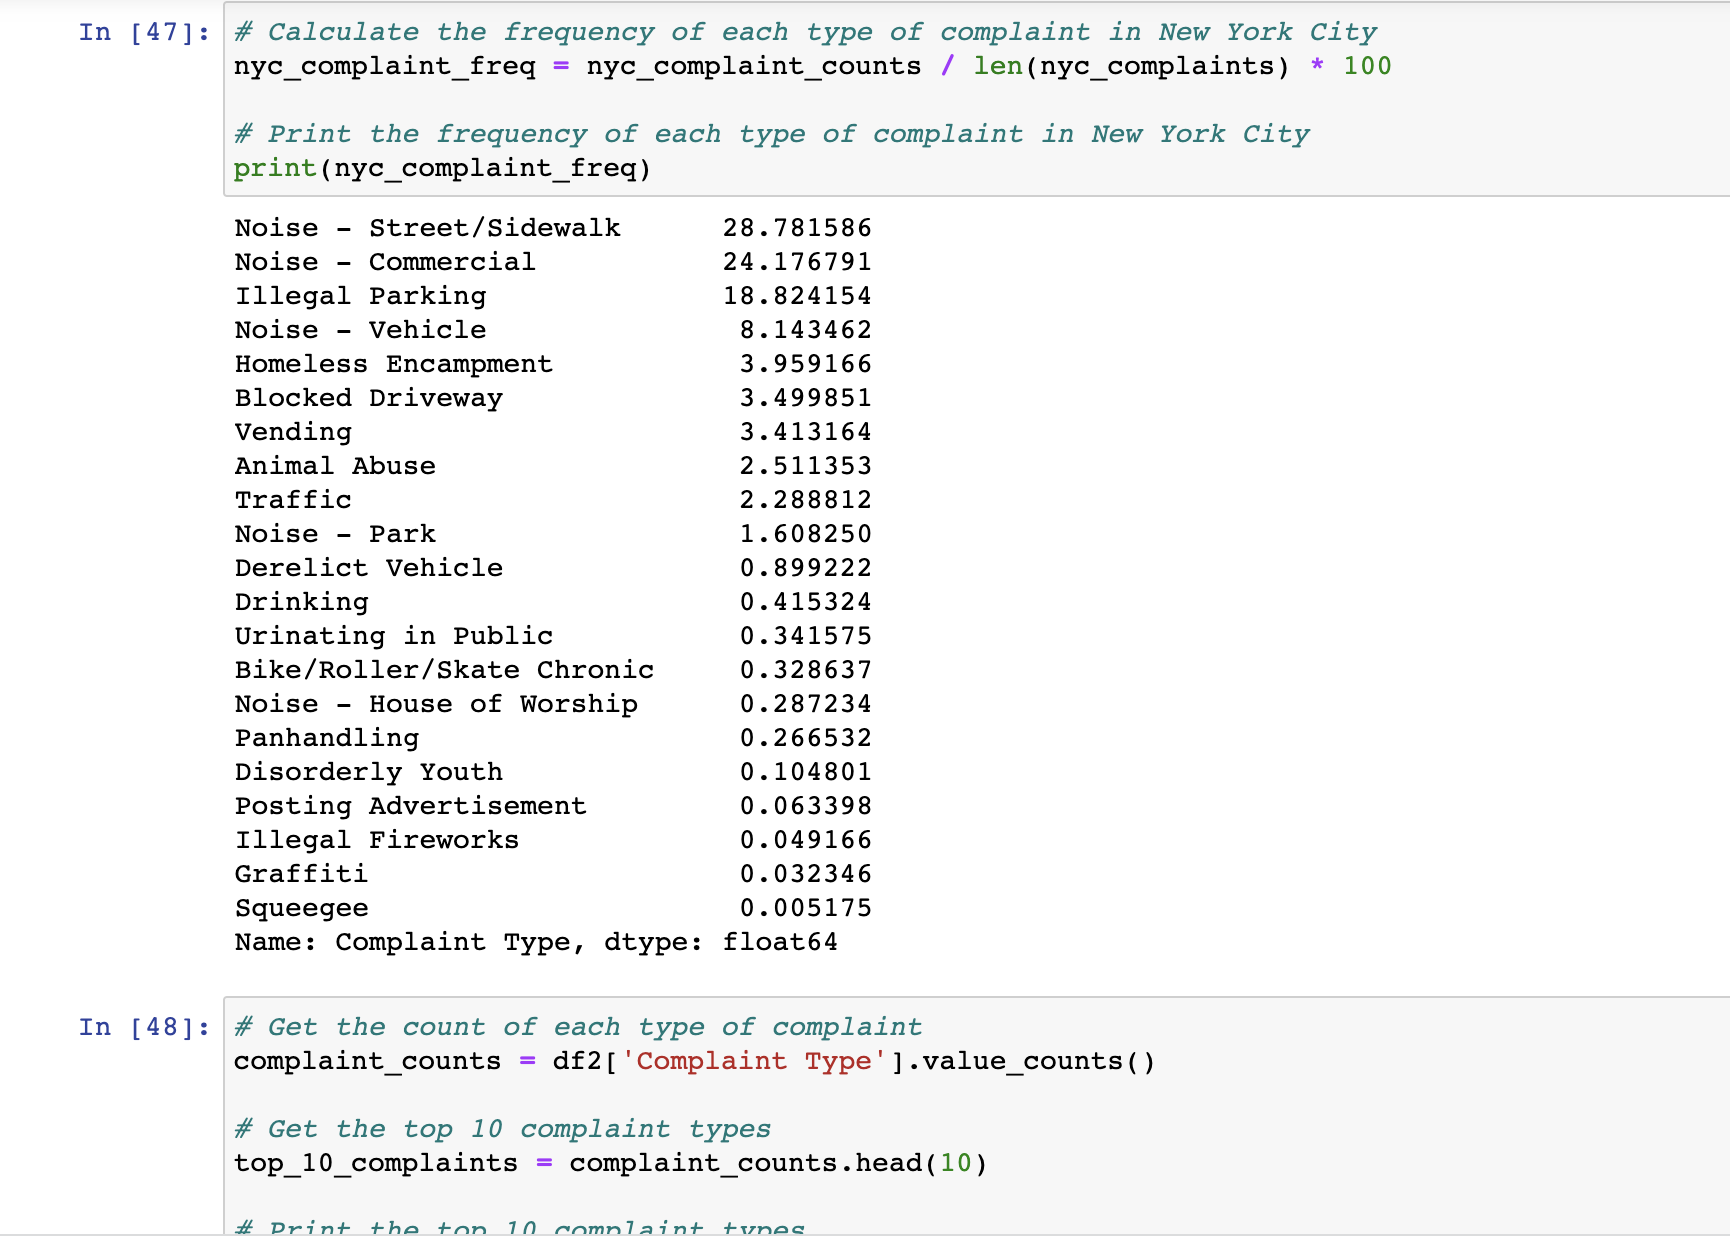 In [47]:
# Calculate the frequency of each type of complaint in New York City
nyc_complaint_freq = nyc_complaint_counts / len(nyc_complaints) * 100
# Print the frequency of each type of complaint in New York City
print(nyc_complaint_freq)
Noise - Street/Sidewalk 28.781586
Noise - Commercial 24.176791
Illegal Parking 18.824154
Noise - Vehicle 8.143462
Homeless Encampment 3.959166
Blocked Driveway 3.499851
Vending 3.413164
Animal Abuse 2.511353
Traffic 2.288812
Noise - Park 1.608250
Derelict Vehicle 0.899222
Drinking 0.415324
Urinating in Public 0.341575
Bike/Roller/Skate Chronic 0.328637
Noise - House of Worship 0.287234
Panhandling 0.266532
Disorderly Youth 0.104801
Posting Advertisement 0.063398
Illegal Fireworks 0.049166
Graffiti 0.032346
Squeegee 0.005175
Name: Complaint Type, dtype: float64
In [48]:
# Get the count of each type of complaint
complaint_counts = df2['Complaint Type'].value_counts()
# Get the top 10 complaint types
top_10_complaints = complaint_counts.head(10)
# Print the top 10 complaint types